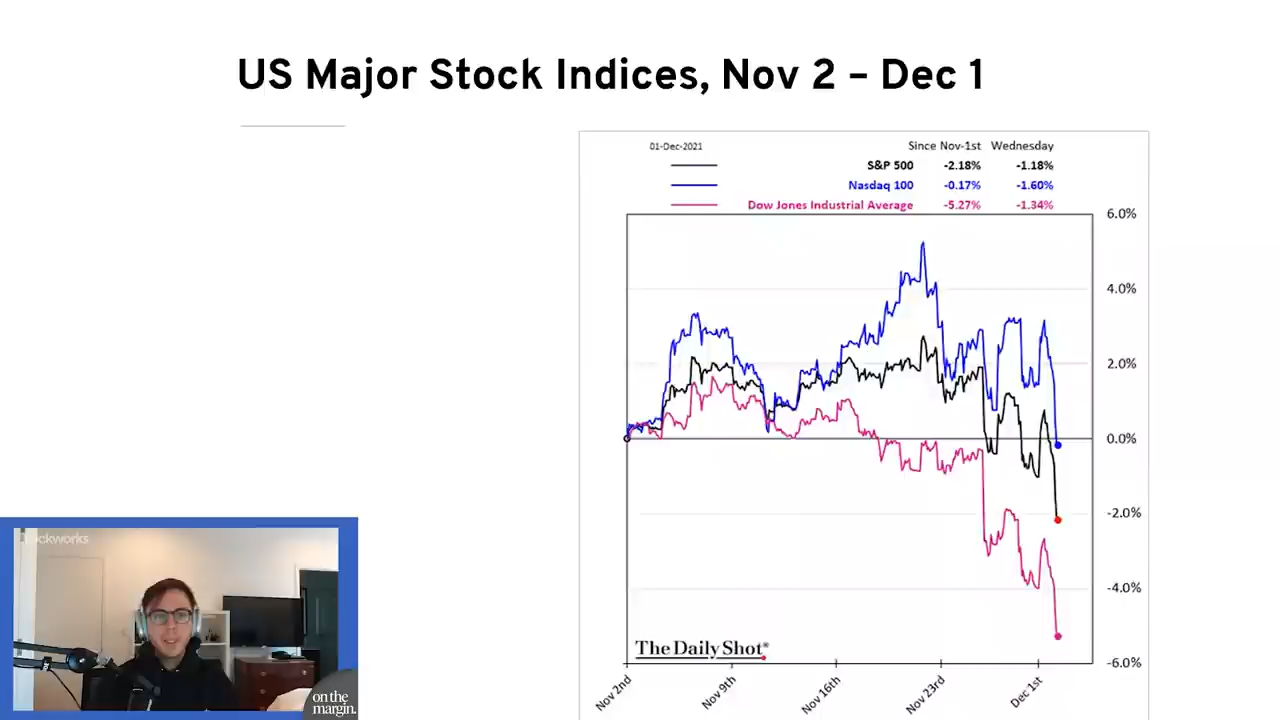 US Major Stock Indices, Nov 2 – Dec 1
01-Dec-2021 Since Nov-1st Wednesday
S&P 500 -2.18% -1.18%
Nasdaq 100 -0.17% -1.60%
Dow Jones Industrial Average -5.27% -1.34%
6.0%
4.0%
2.0%
0.0%
-2.0%
-4.0%
-6.0%
The Daily Shot®
Nov 2nd
Nov 9th
Nov 16th
Nov 23rd
Dec 1st
on the
margin.